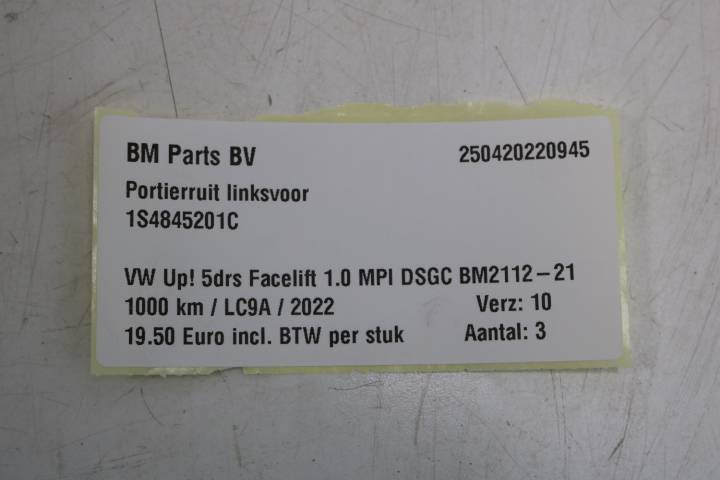 BM Parts BV 250420220945
Portierruit linksvoor
1S4845201C
VW Up! 5drs Facelift 1.0 MPI DSGC BM2112-21
1000 km / LC9A / 2022 Verz: 10
19.50 Euro incl. BTW per stuk Aantal: 3